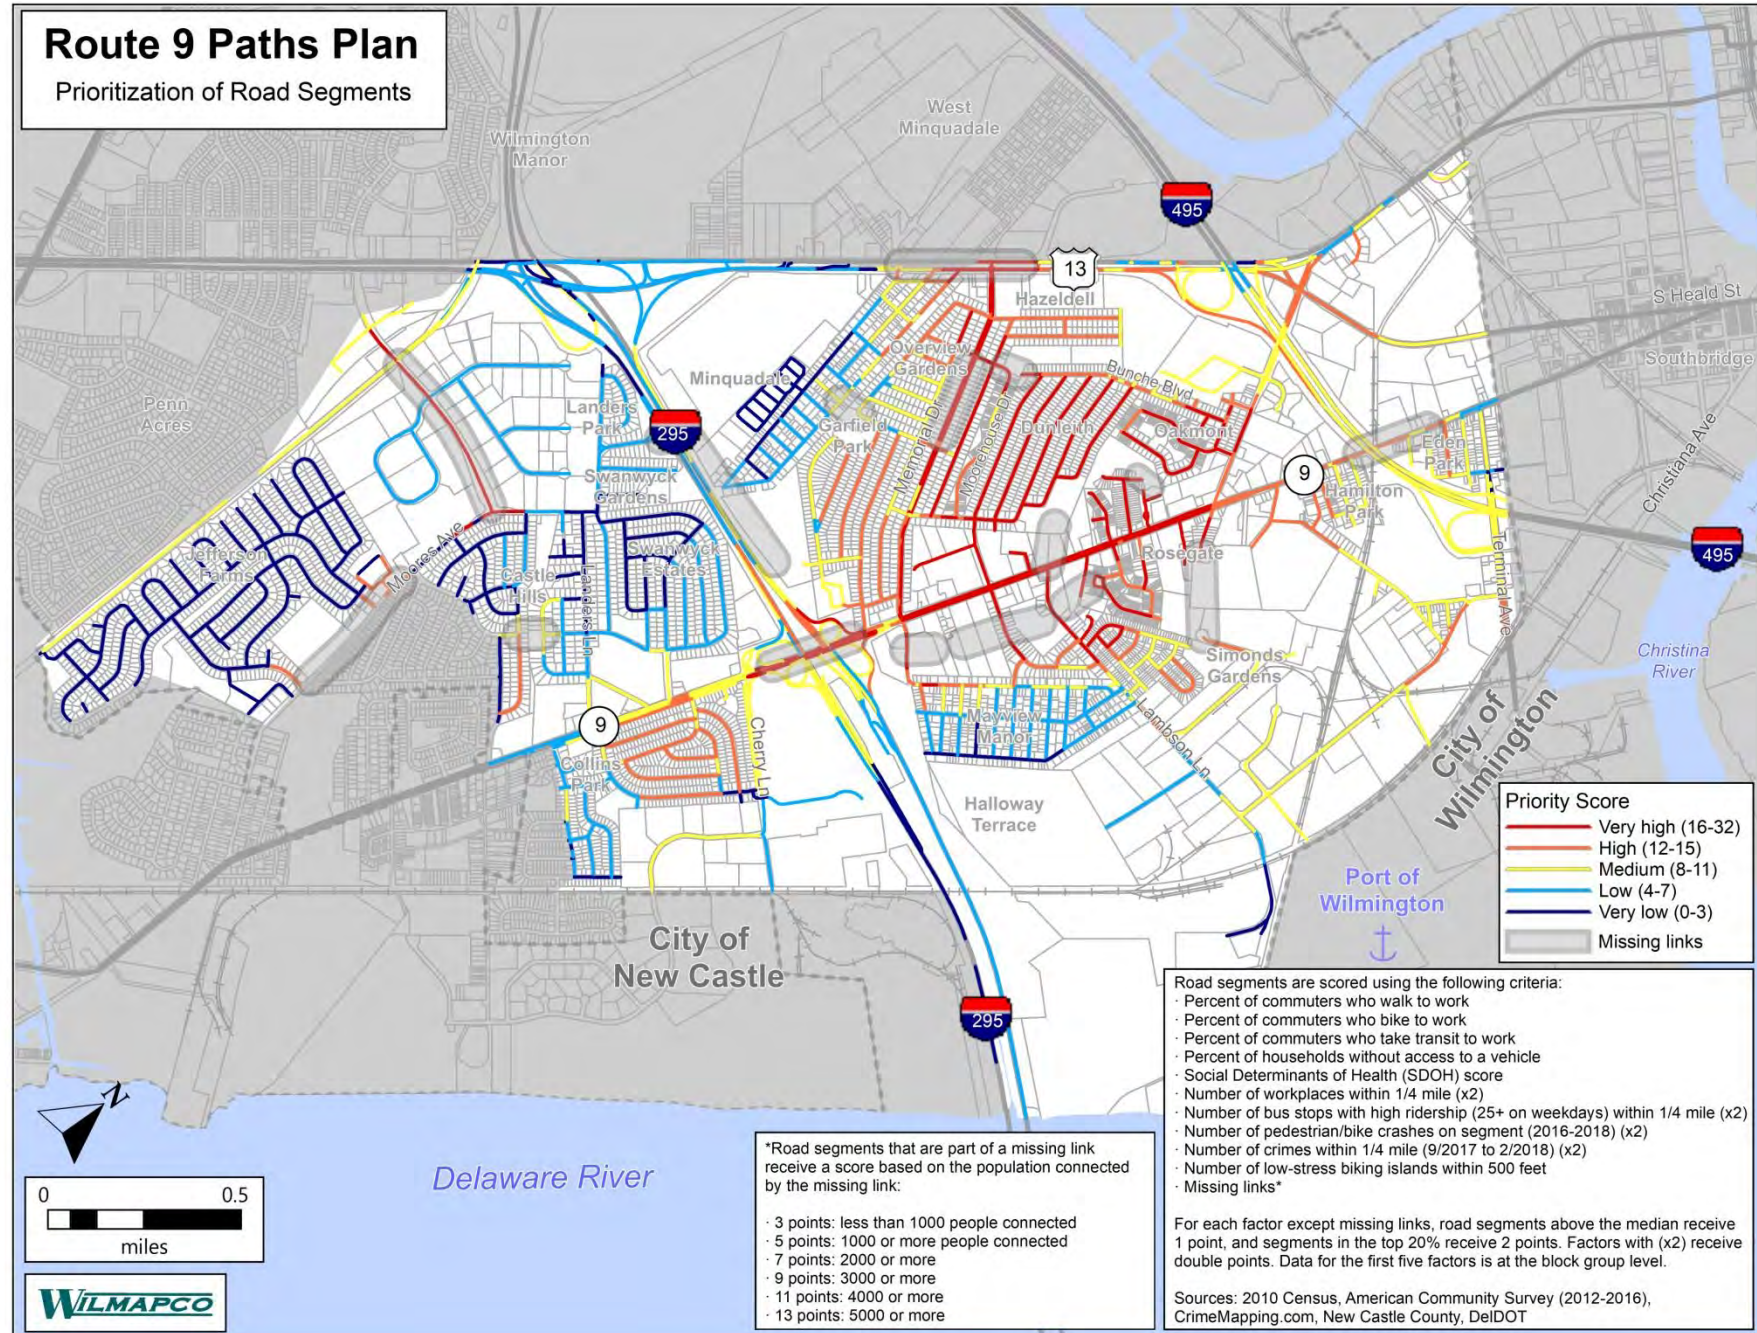 Route 9 Paths Plan
Prioritization of Road Segments
West
Minquadale
Wilmington
Manor
495
13
Hazeldell
S Heald St
Southbridge
Overview
Gardens
Minquadale
Bunche Blvd
Penn
Acres
Landers
Park
295
Garfield
Park
Memorial Dr
Moorehouse Dr
Dunleith
Oakmont
Eden
Park
Christiana Ave
Swanwyck
Gardens
9
Hamilton
Park
Jefferson
Farms
Moores Ave
Castle
Hills
Landers Ln
Swanwyck
Estates
Rosegate
Terminal Ave
495
Simonds
Gardens
Christina
River
9
Collins
Park
Cherry Ln
Mayview
Manor
Lambson Ln
City of
Wilmington
Halloway
Terrace
Port of
Wilmington
City of
New Castle
295
Priority Score
Very high (16-32)
High (12-15)
Medium (8-11)
Low (4-7)
Very low (0-3)
Missing links
Road segments are scored using the following criteria:
· Percent of commuters who walk to work
· Percent of commuters who bike to work
· Percent of commuters who take transit to work
· Percent of households without access to a vehicle
· Social Determinants of Health (SDOH) score
· Number of workplaces within 1/4 mile (x2)
· Number of bus stops with high ridership (25+ on weekdays) within 1/4 mile (x2)
· Number of pedestrian/bike crashes on segment (2016-2018) (x2)
· Number of crimes within 1/4 mile (9/2017 to 2/2018) (x2)
· Number of low-stress biking islands within 500 feet
· Missing links*
For each factor except missing links, road segments above the median receive
1 point, and segments in the top 20% receive 2 points. Factors with (x2) receive
double points. Data for the first five factors is at the block group level.
Sources: 2010 Census, American Community Survey (2012-2016),
CrimeMapping.com, New Castle County, DelDOT
*Road segments that are part of a missing link
receive a score based on the population connected
by the missing link:
· 3 points: less than 1000 people connected
· 5 points: 1000 or more people connected
· 7 points: 2000 or more
· 9 points: 3000 or more
· 11 points: 4000 or more
· 13 points: 5000 or more
Delaware River
N
0 0.5
miles
WILMAPCO